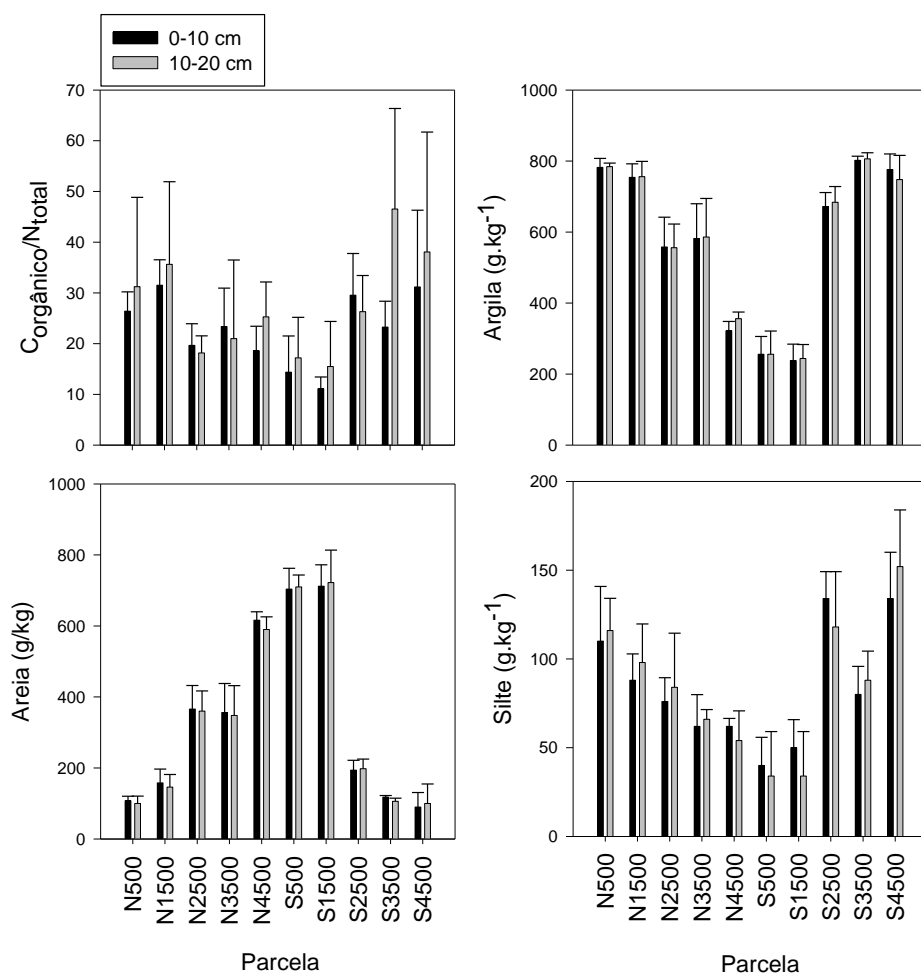 0-10 cm
10-20 cm
70
60
50
40
30
20
10
0
Corgânico/Ntotal
1000
800
600
400
200
0
Argila (g.kg-1)
1000
800
600
400
200
0
Areia (g/kg)
N500
N1500
N2500
N3500
N4500
S500
S1500
S2500
S3500
S4500
Parcela
200
150
100
50
0
Silte (g.kg-1)
N500
N1500
N2500
N3500
N4500
S500
S1500
S2500
S3500
S4500
Parcela